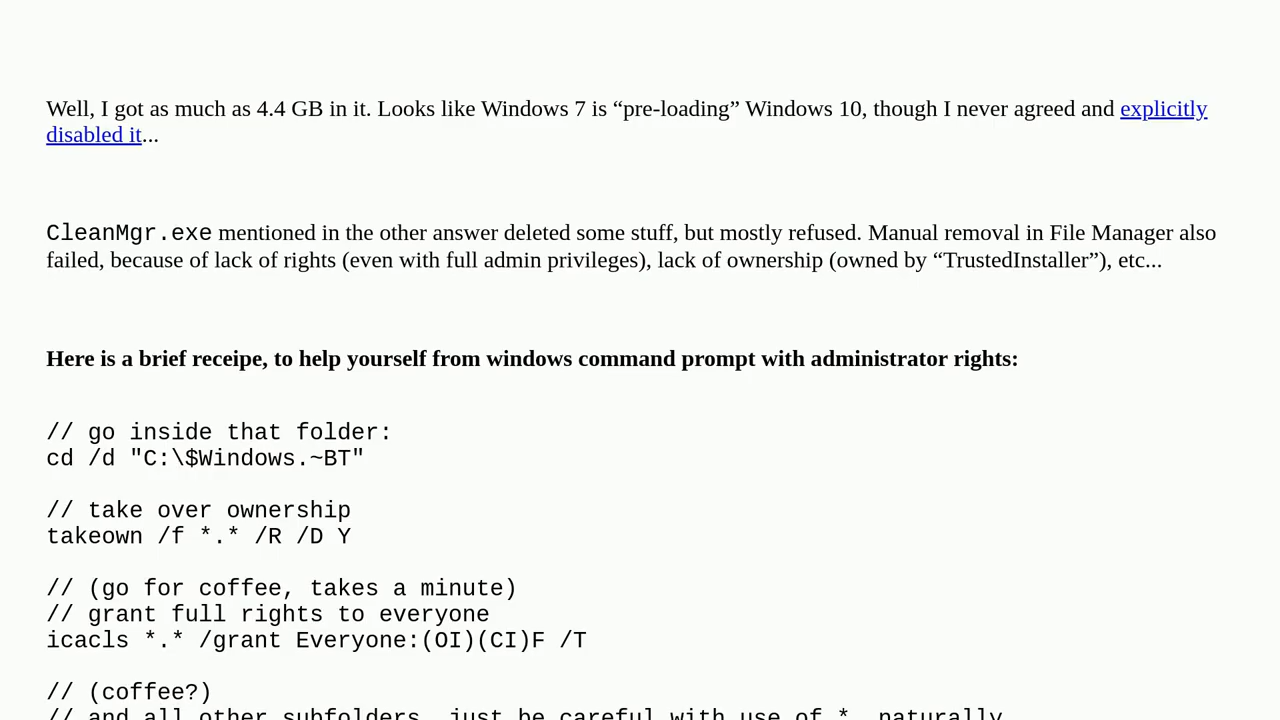 Well, I got as much as 4.4 GB in it. Looks like Windows 7 is “pre-loading” Windows 10, though I never agreed and explicitly
disabled it...
CleanMgr.exe mentioned in the other answer deleted some stuff, but mostly refused. Manual removal in File Manager also
failed, because of lack of rights (even with full admin privileges), lack of ownership (owned by “TrustedInstaller”), etc...
Here is a brief receipe, to help yourself from windows command prompt with administrator rights:
// go inside that folder:
cd /d "C:\$Windows.~BT"
// take over ownership
takeown /f *.* /R /D Y
// (go for coffee, takes a minute)
// grant full rights to everyone
icacls *.* /grant Everyone:(OI)(CI)F /T
// (coffee?)
// and all other subfolders, just be careful with use of *, naturally